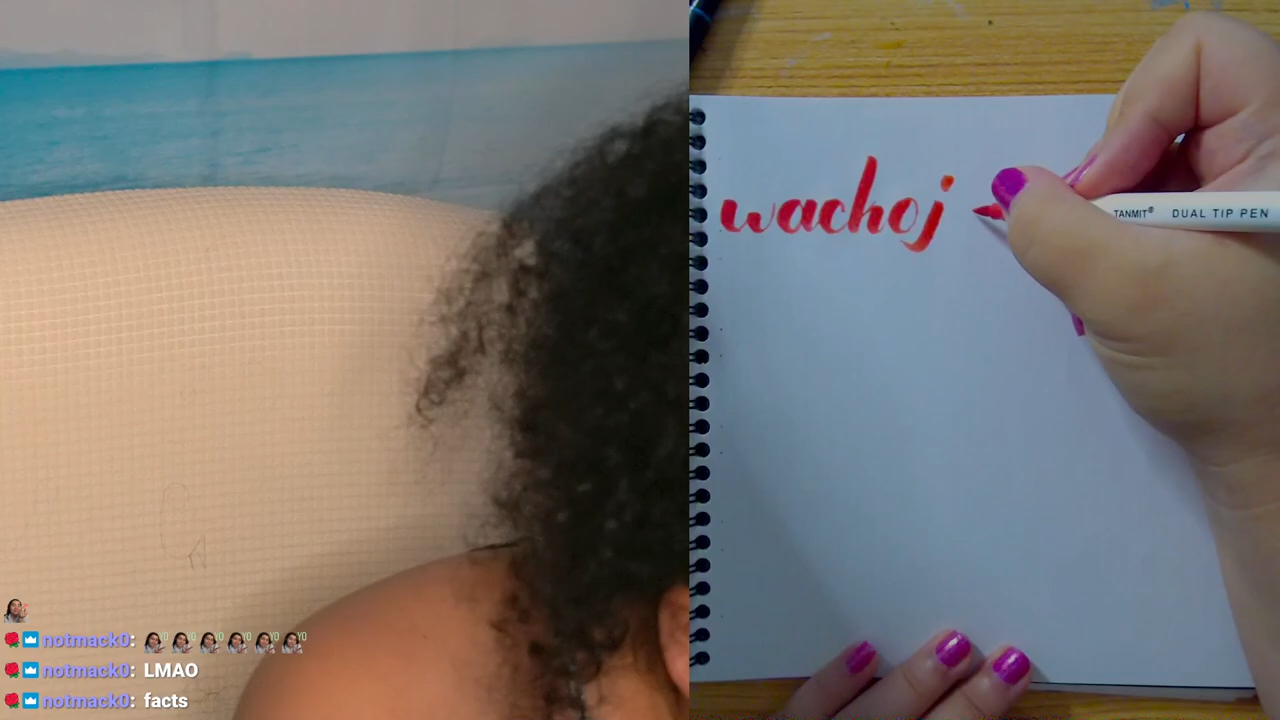 wachoj
TANMIT® DUAL TIP PEN
notmack0:
notmack0: LMAO
notmack0: facts